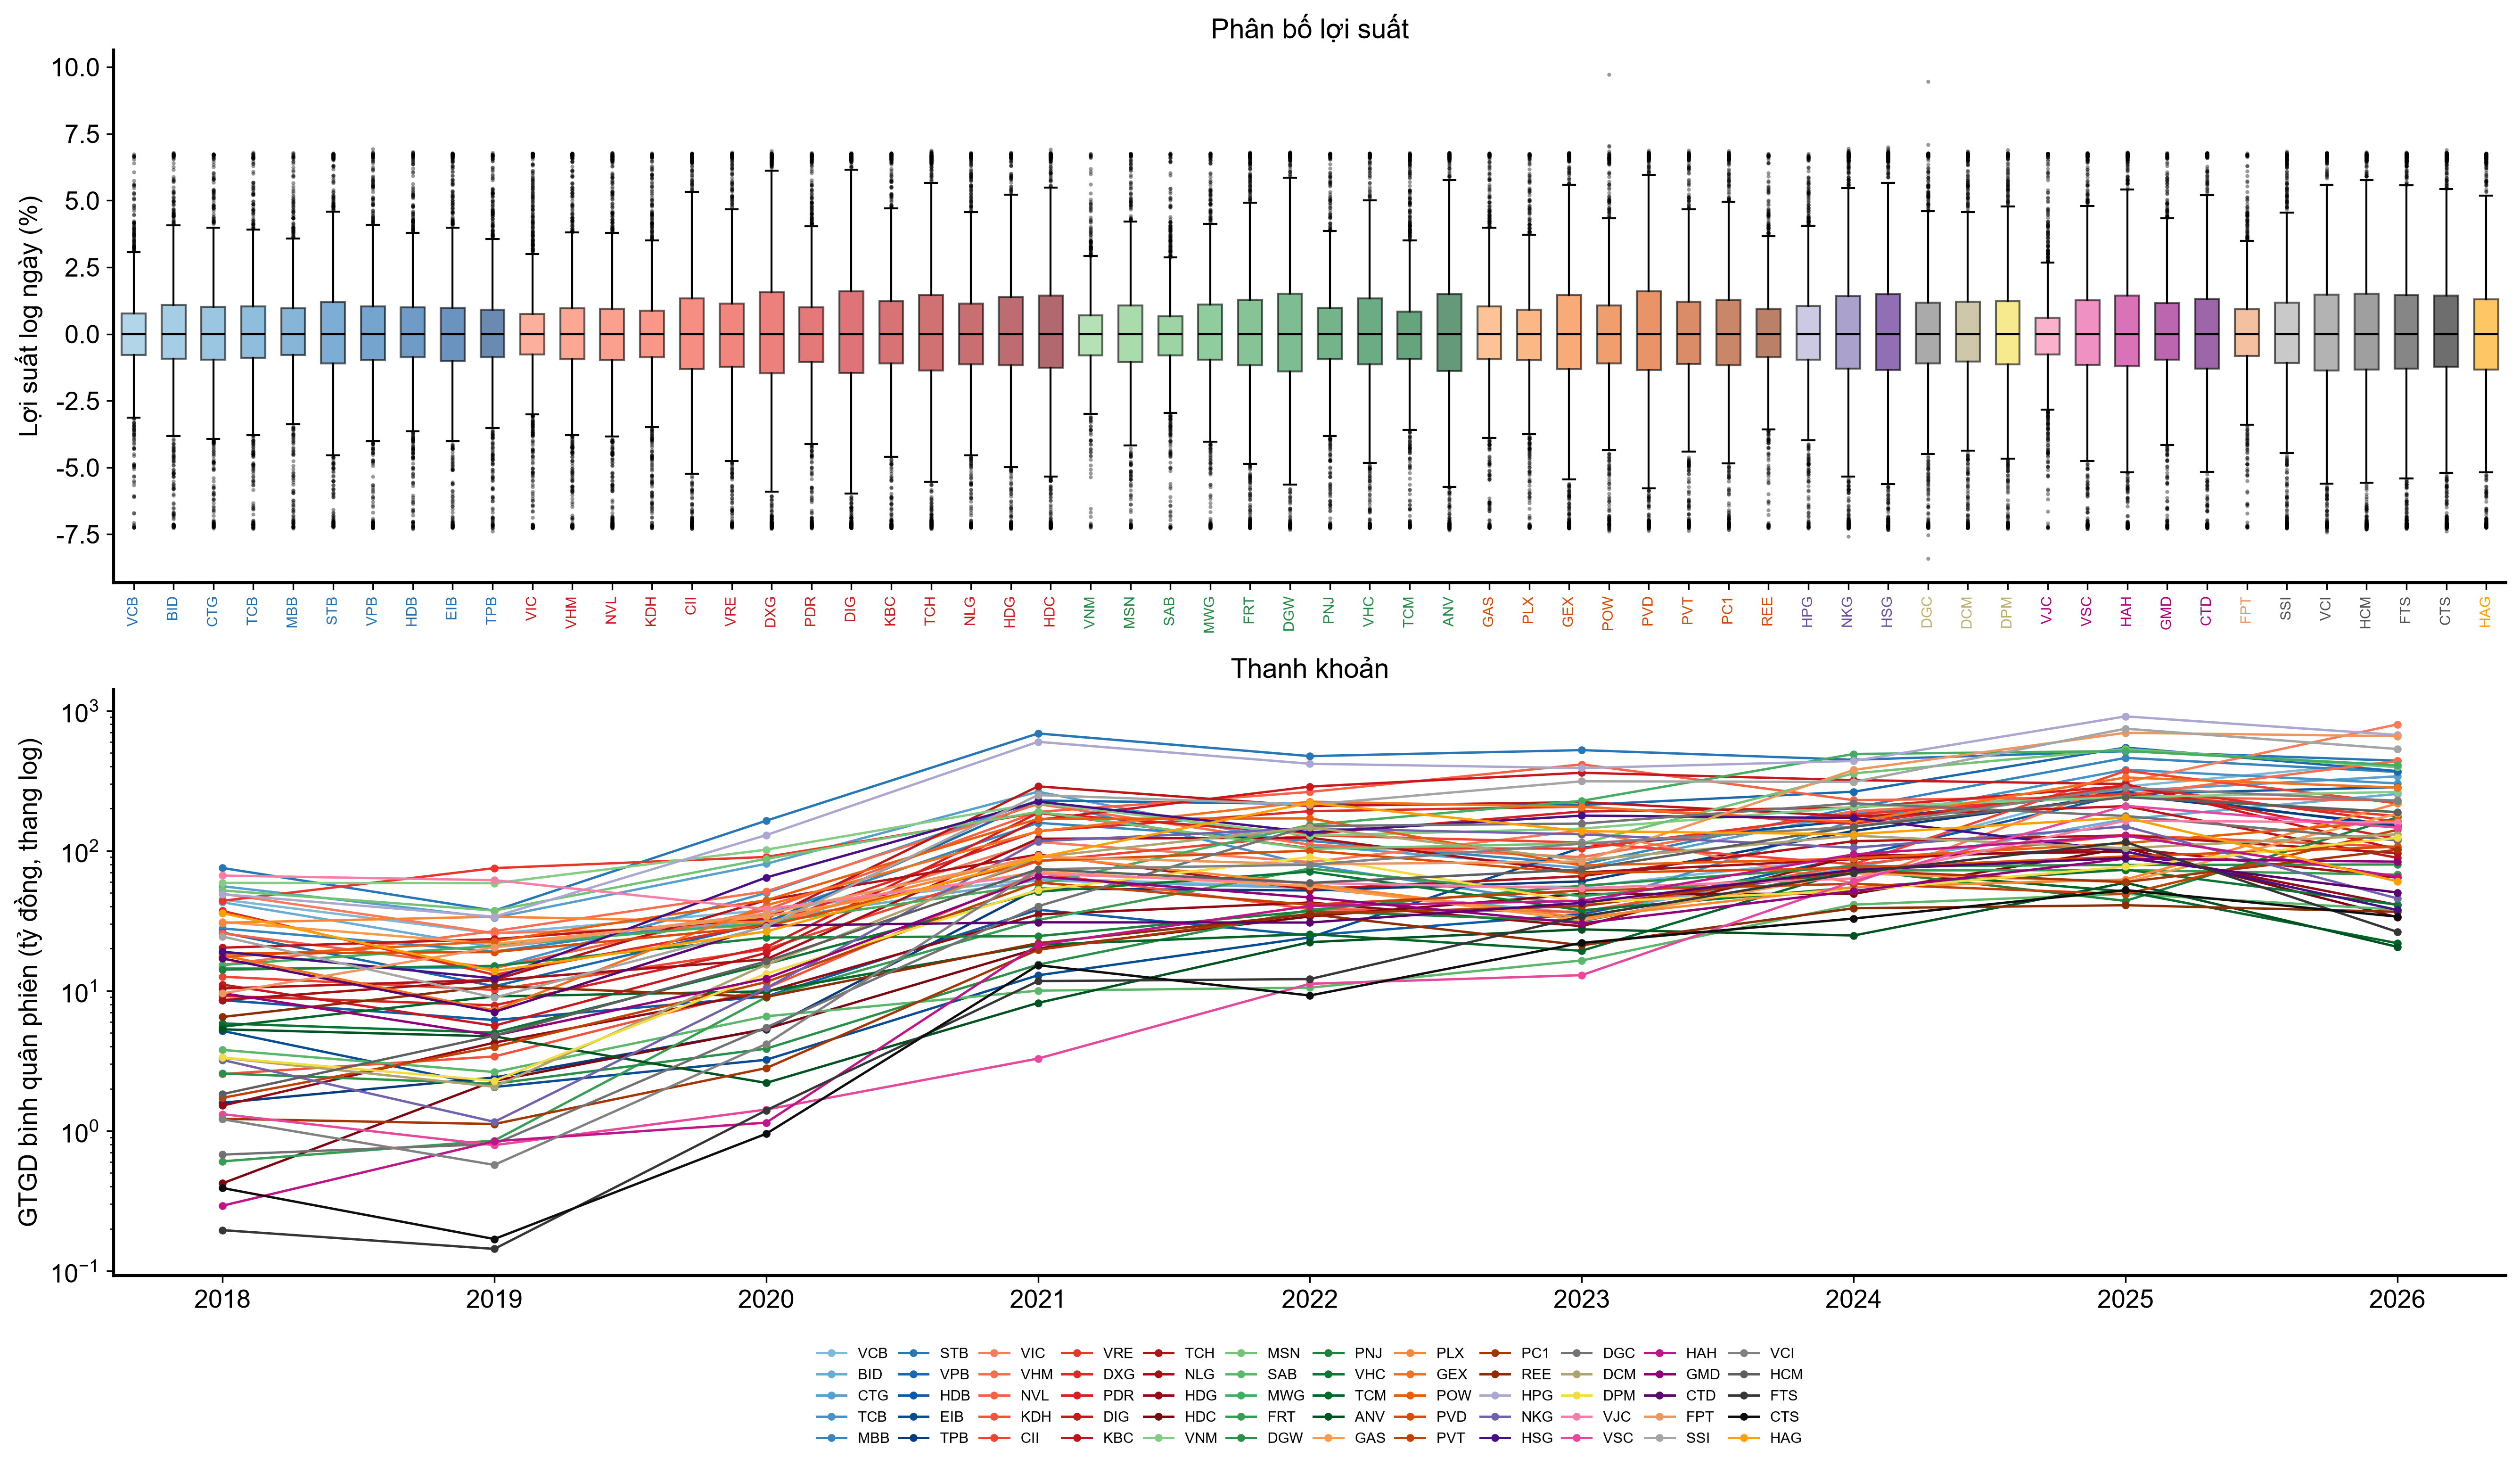 Phân bố lợi suất
Lợi suất log ngày (%)
10.0
7.5
5.0
2.5
0.0
-2.5
-5.0
-7.5
VCB BID CTG TCB MBB STB VPB HDB EIB TPB VIC VHM NVL KDH CII VRE DXG PDR DIG KBC TCH NLG HDG HDC VNM MSN SAB MWG FRT DGW PNJ VHC TCM ANV GAS PLX GEX POW PVD PVT PC1 REE HPG NKG HSG DGC DCM DPM VJC VSC HAH GMD CTD FPT SSI VCI HCM FTS CTS HAG
Thanh khoản
GTGD bình quân phiên (tỷ đồng, thang log)
10³
10²
10¹
10⁰
10⁻¹
2018 2019 2020 2021 2022 2023 2024 2025 2026
VCB STB VIC VRE TCH MSN PNJ PLX PC1 DGC HAH VCI
BID VPB VHM DXG NLG SAB VHC GEX REE DCM GMD HCM
CTG HDB NVL PDR HDG MWG TCM POW HPG DPM CTD FTS
TCB EIB KDH DIG HDC FRT ANV PVD NKG VJC FPT CTS
MBB TPB CII KBC VNM DGW GAS PVT HSG VSC SSI HAG